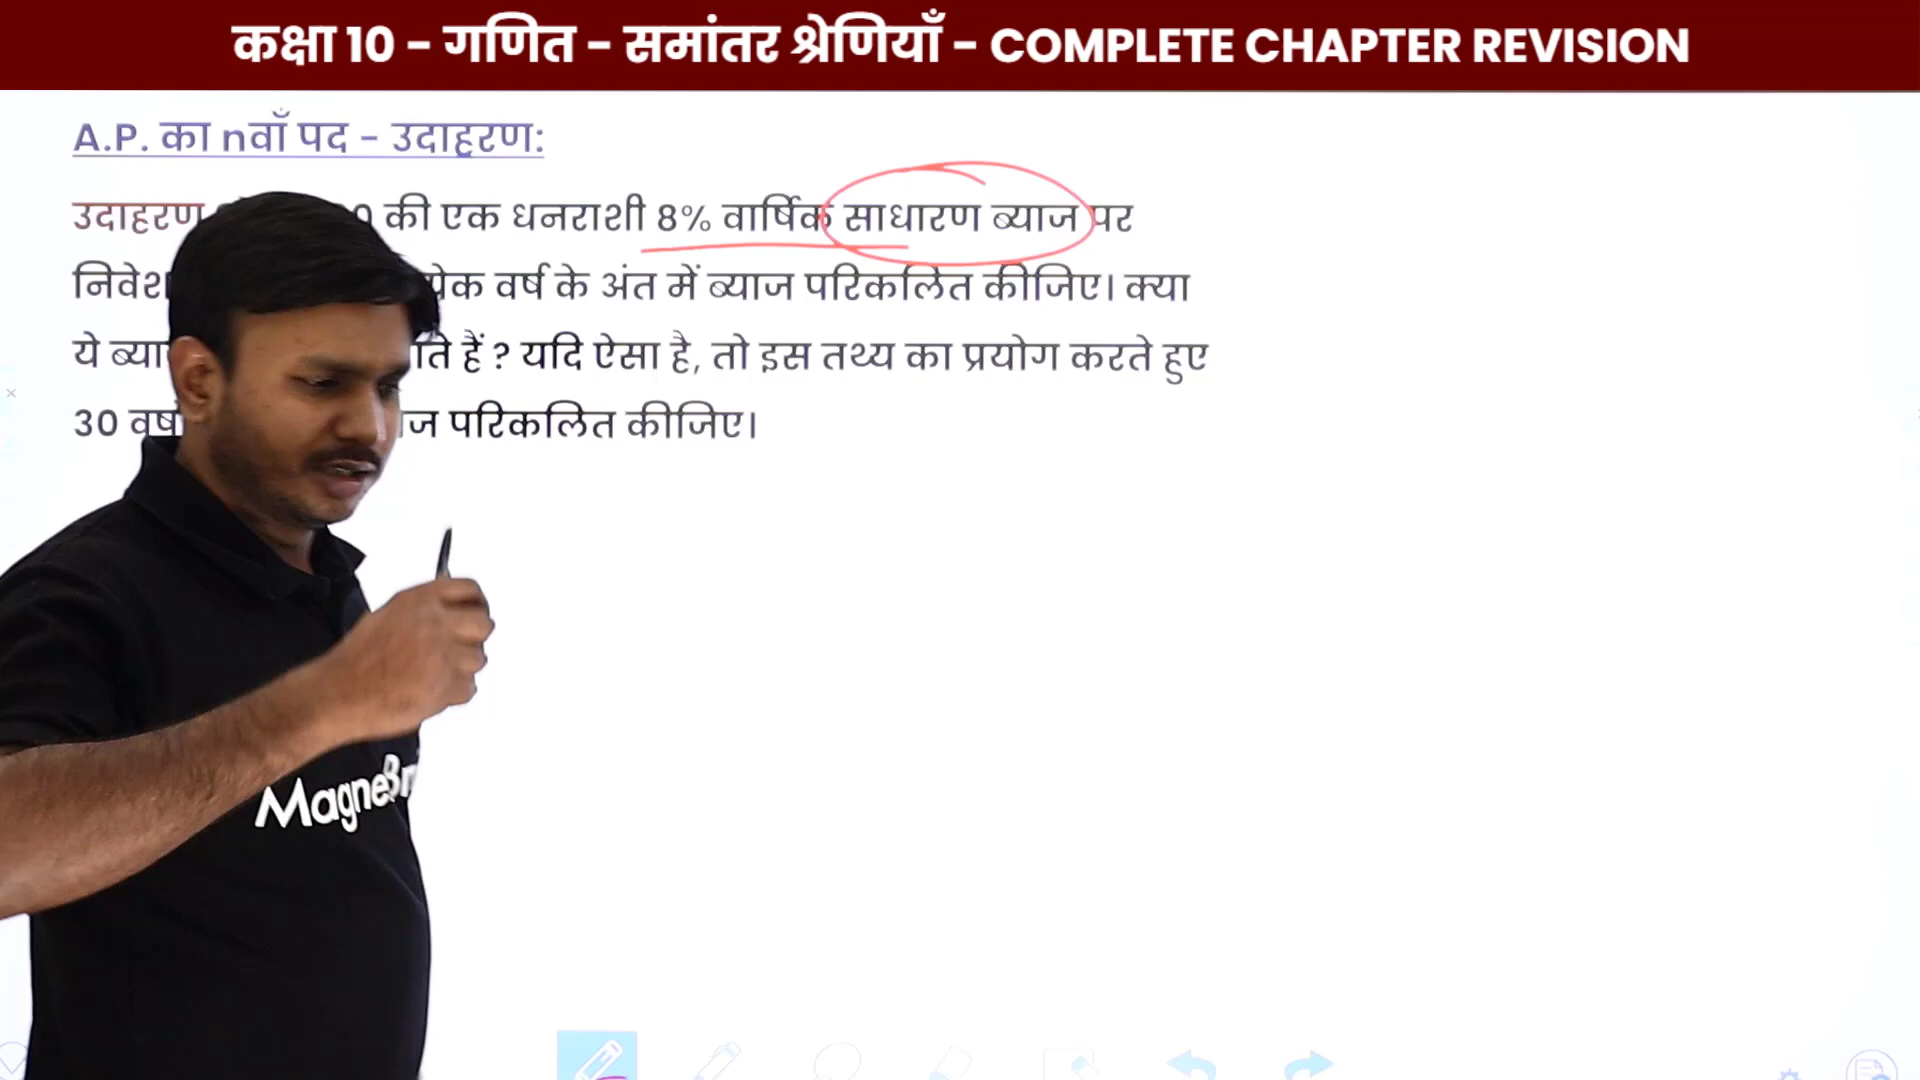 कक्षा 10 – गणित – समांतर श्रेणियाँ – COMPLETE CHAPTER REVISION
A.P. का nवाँ पद – उदाहरण:
उदाहरण की एक धनराशी 8% वार्षिक साधारण ब्याज पर
वर्ष के अंत में ब्याज परिकलित कीजिए। क्या
ये हैं ? यदि ऐसा है, तो इस तथ्य का प्रयोग करते हुए
30 परिकलित कीजिए।